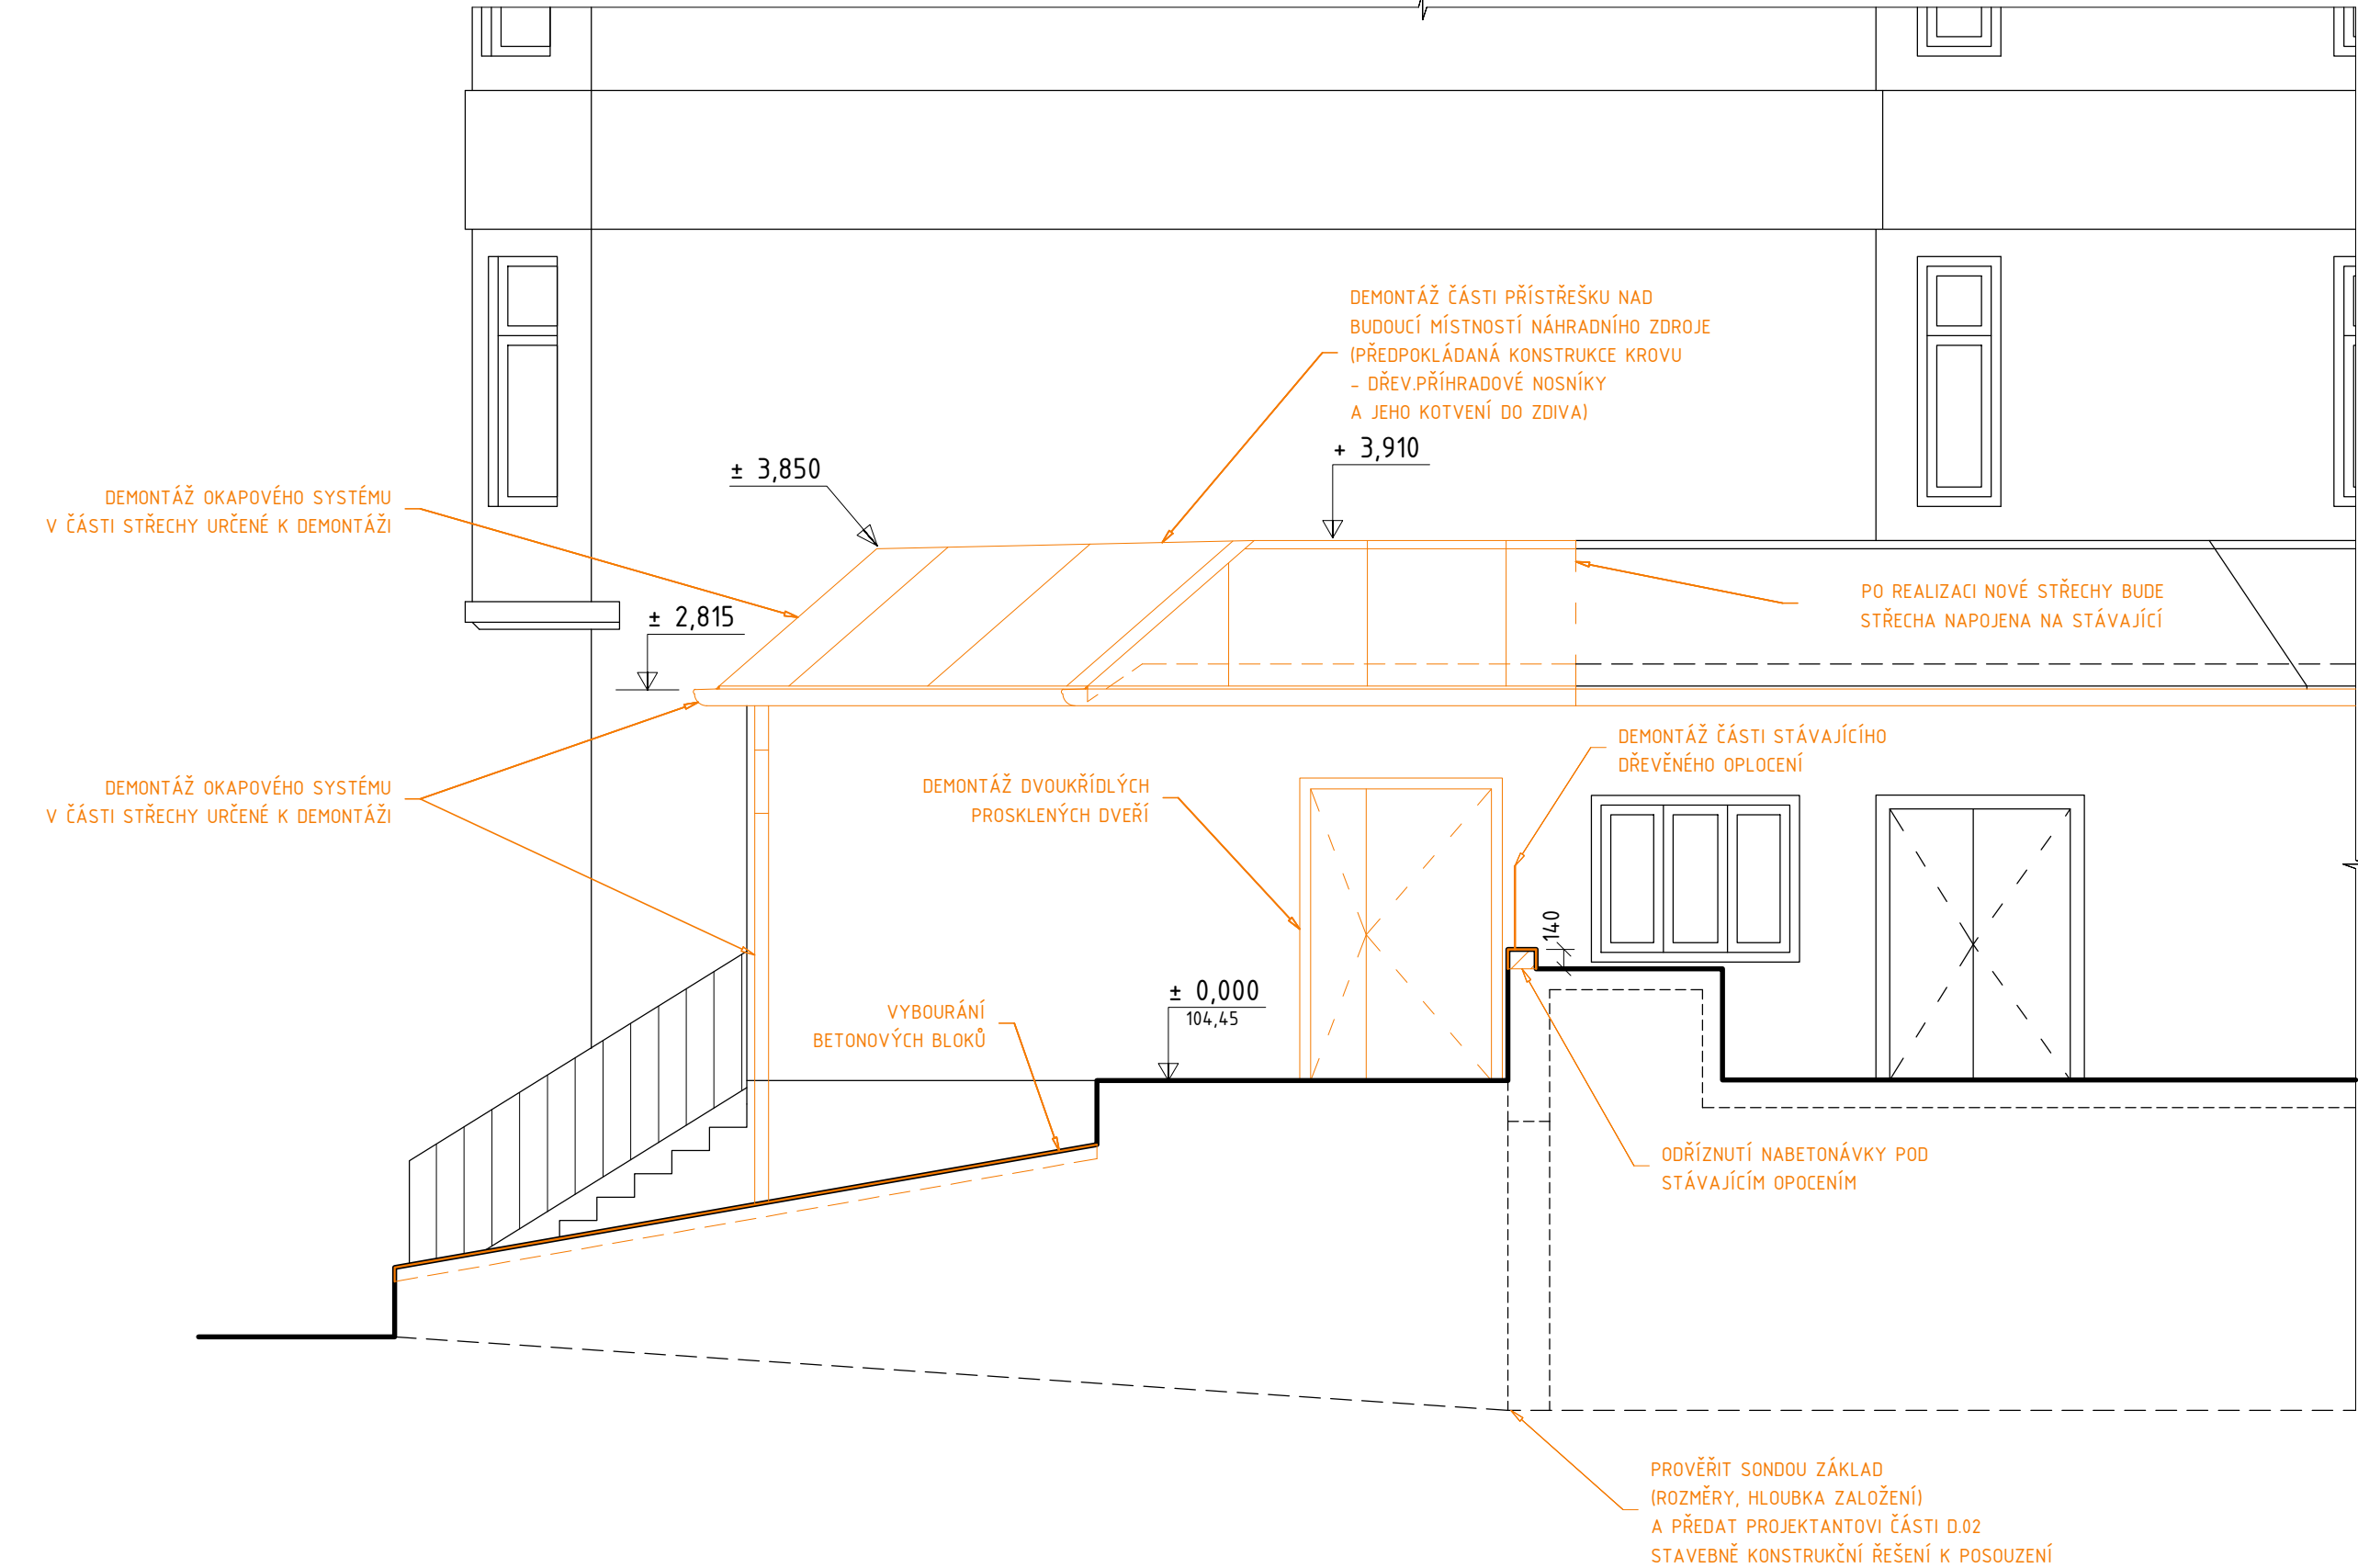 DEMONTÁŽ ČÁSTI PŘÍSTŘEŠKU NAD
BUDOUCÍ MÍSTNOSTÍ NÁHRADNÍHO ZDROJE
(PŘEDPOKLÁDANÁ KONSTRUKCE KROVU
- DŘEV.PŘÍHRADOVÉ NOSNÍKY
A JEHO KOTVENÍ DO ZDIVA)
+ 3,910
± 3,850
DEMONTÁŽ OKAPOVÉHO SYSTÉMU
V ČÁSTI STŘECHY URČENÉ K DEMONTÁŽI
± 2,815
PO REALIZACI NOVÉ STŘECHY BUDE
STŘECHA NAPOJENA NA STÁVAJÍCÍ
DEMONTÁŽ OKAPOVÉHO SYSTÉMU
V ČÁSTI STŘECHY URČENÉ K DEMONTÁŽI
DEMONTÁŽ DVOUKŘÍDLÝCH
PROSKLENÝCH DVEŘÍ
DEMONTÁŽ ČÁSTI STÁVAJÍCÍHO
DŘEVĚNÉHO OPLOCENÍ
140
± 0,000
104,45
VYBOURÁNÍ
BETONOVÝCH BLOKŮ
ODŘÍZNUTÍ NABETONÁVKY POD
STÁVAJÍCÍM OPOCENÍM
PROVĚŘIT SONDOU ZÁKLAD
(ROZMĚRY, HLOUBKA ZALOŽENÍ)
A PŘEDAT PROJEKTANTOVI ČÁSTI D.02
STAVEBNĚ KONSTRUKČNÍ ŘEŠENÍ K POSOUZENÍ